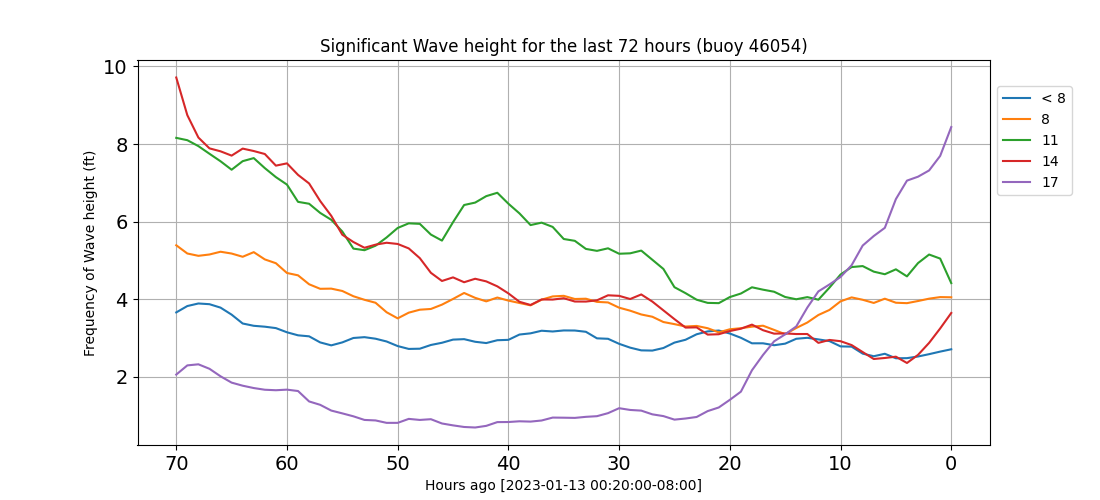 Significant Wave height for the last 72 hours (buoy 46054)
10
8
6
4
2
Frequency of Wave height (ft)
70 60 50 40 30 20 10 0
Hours ago [2023-01-13 00:20:00-08:00]
< 8
8
11
14
17